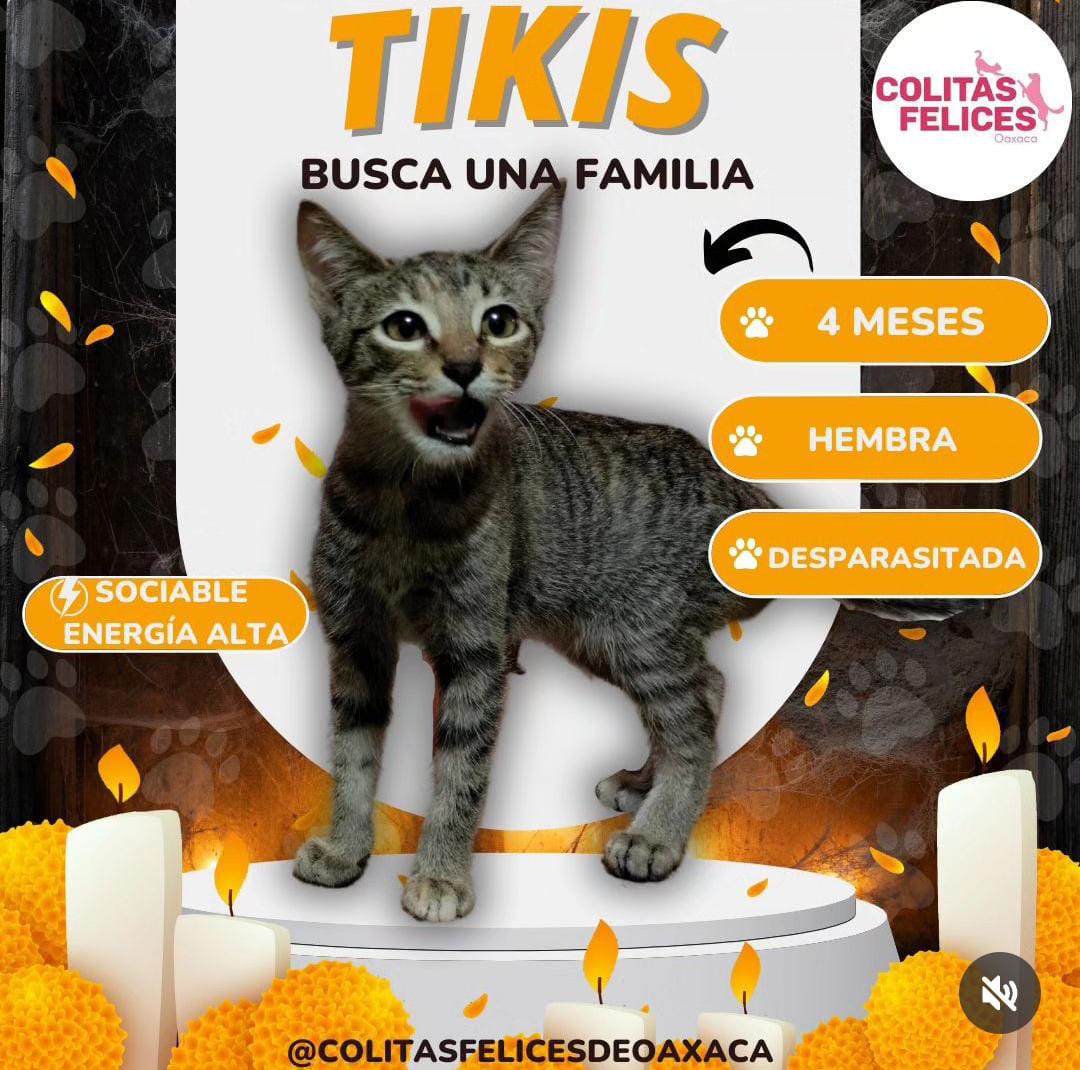 TIKIS
BUSCA UNA FAMILIA
COLITAS
FELICES
Oaxaca
4 MESES
HEMBRA
DESPARASITADA
SOCIABLE
ENERGÍA ALTA
@COLITASFELICESDEOAXACA